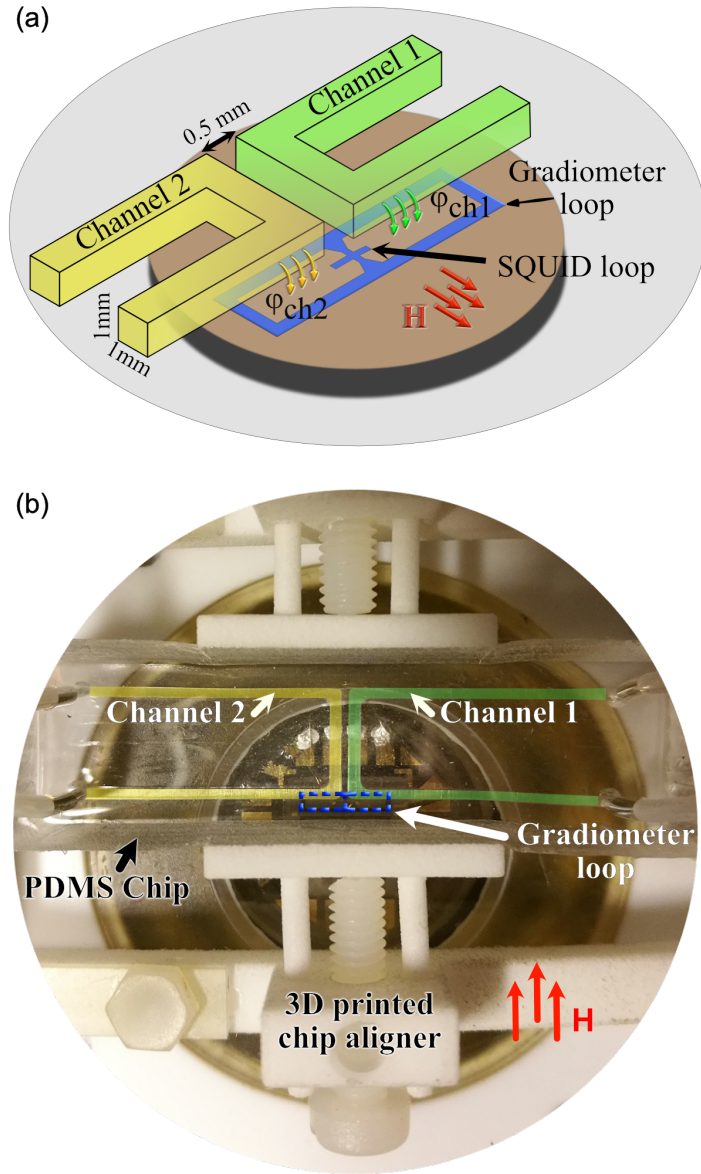 (a)
Channel 1
0.5 mm
Channel 2
Gradiometer
loop
φch1
SQUID loop
φch2
H
1mm
1mm
(b)
Channel 2
Channel 1
Gradiometer
loop
PDMS Chip
3D printed
chip aligner
H